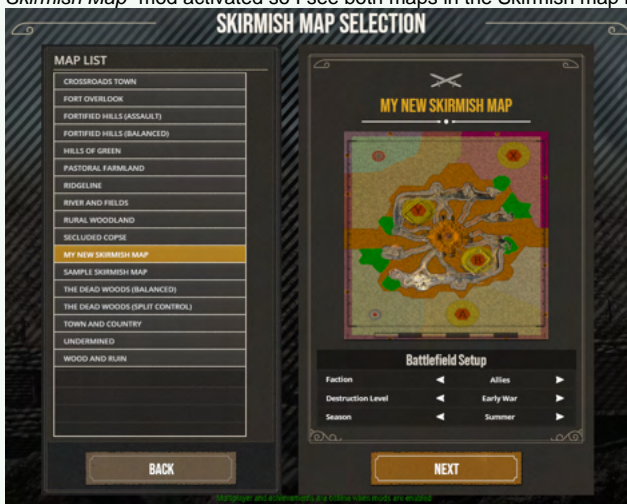 Skirmish Map" mod activated so I see both maps in the Skirmish map
SKIRMISH MAP SELECTION
MAP LIST
CROSSROADS TOWN
FORT OVERLOOK
FORTIFIED HILLS (ASSAULT)
FORTIFIED HILLS (BALANCED)
HILLS OF GREEN
PASTORAL FARMLAND
RIDGELINE
RIVER AND FIELDS
RURAL WOODLAND
SECLUDED COPSE
MY NEW SKIRMISH MAP
SAMPLE SKIRMISH MAP
THE DEAD WOODS (BALANCED)
THE DEAD WOODS (SPLIT CONTROL)
TOWN AND COUNTRY
UNDERMINED
WOOD AND RUIN
BACK
MY NEW SKIRMISH MAP
X
Y
B
A
Battlefield Setup
Faction Allies
Destruction Level Early War
Season Summer
NEXT
Multiplayer and achievements are offline when mods are enabled